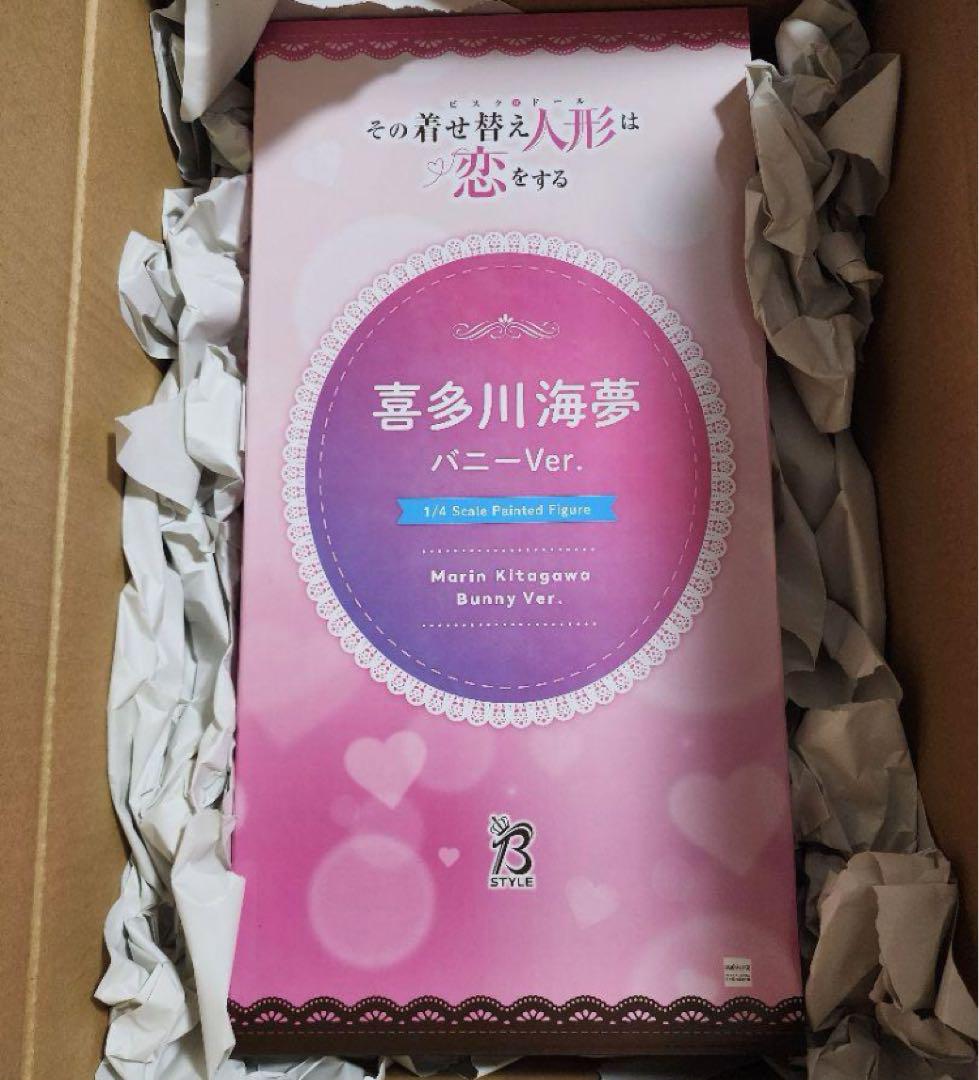 ビスク・ドール
その着せ替え人形は
恋をする
喜多川海夢
バニーVer.
1/4 Scale Painted Figure
Marin Kitagawa
Bunny Ver.
B
STYLE